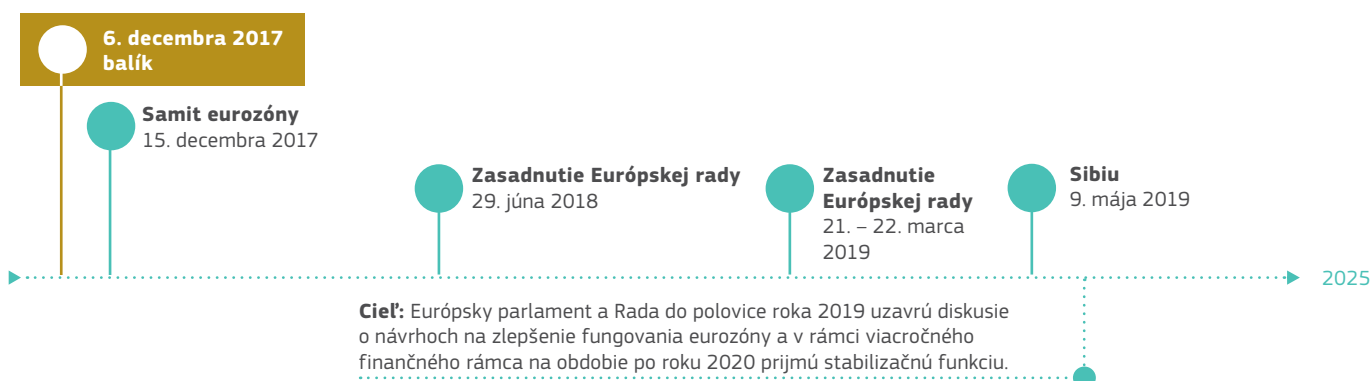 6. decembra 2017
balík
Samit eurozóny
15. decembra 2017
Zasadnutie Európskej rady
29. júna 2018
Zasadnutie
Európskej rady
21. – 22. marca
2019
Sibiu
9. mája 2019
2025
Cieľ: Európsky parlament a Rada do polovice roka 2019 uzavrú diskusie
o návrhoch na zlepšenie fungovania eurozóny a v rámci viacročného
finančného rámca na obdobie po roku 2020 prijmú stabilizačnú funkciu.